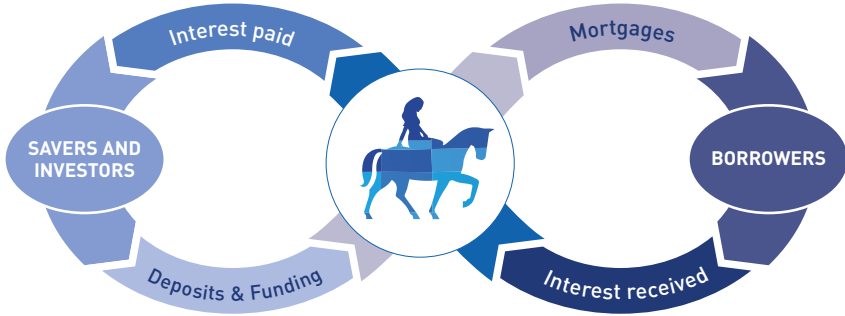 Interest paid
Mortgages
SAVERS AND
INVESTORS
BORROWERS
Deposits & Funding
Interest received